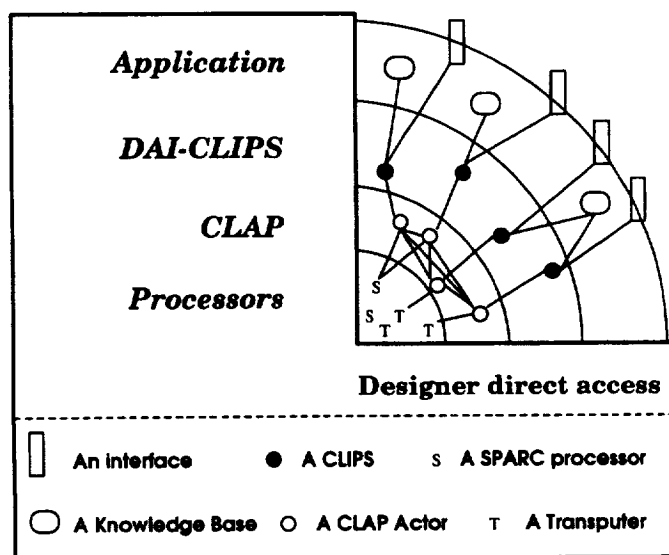 Application
DAI-CLIPS
CLAP
Processors
S
S T
T T
Designer direct access
An interface A CLIPS S A SPARC processor
A Knowledge Base A CLAP Actor T A Transputer